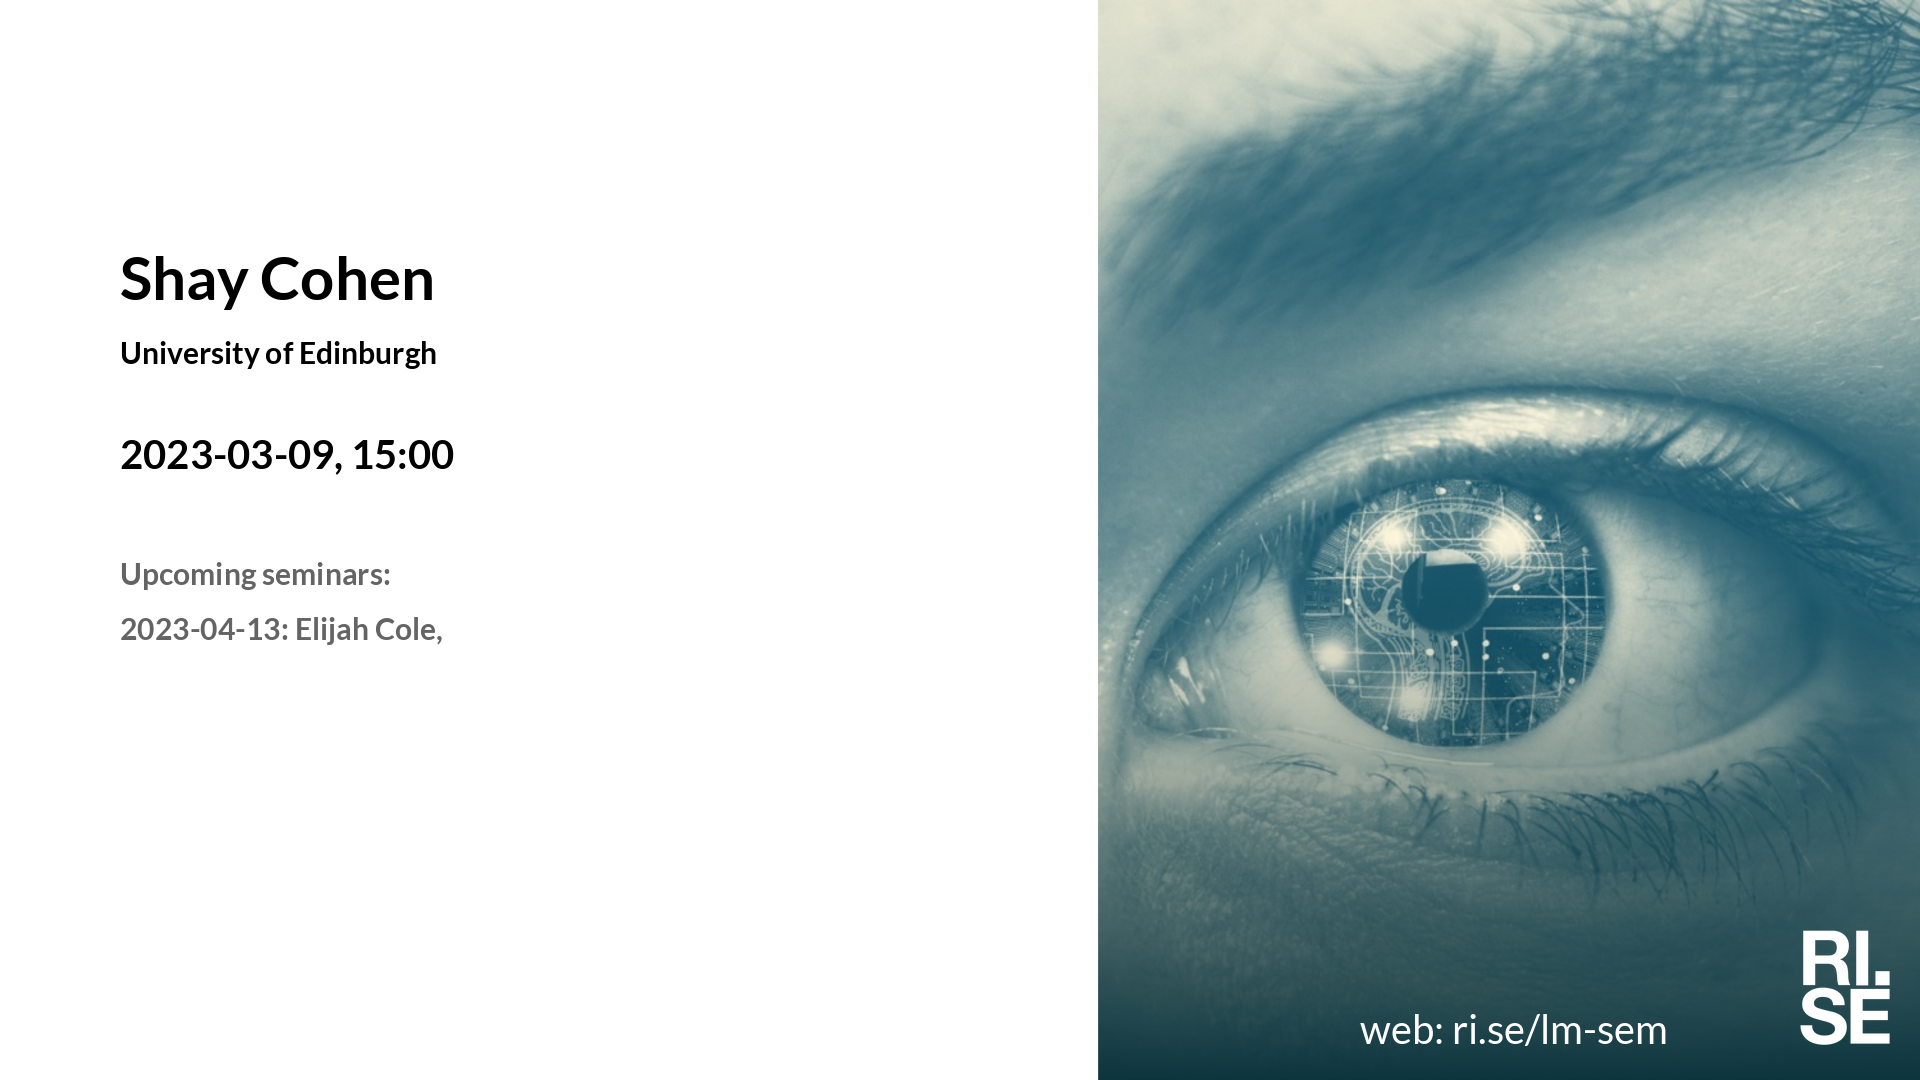 Shay Cohen
University of Edinburgh
2023-03-09, 15:00
Upcoming seminars:
2023-04-13: Elijah Cole,
web: ri.se/lm-sem
RI.
SE